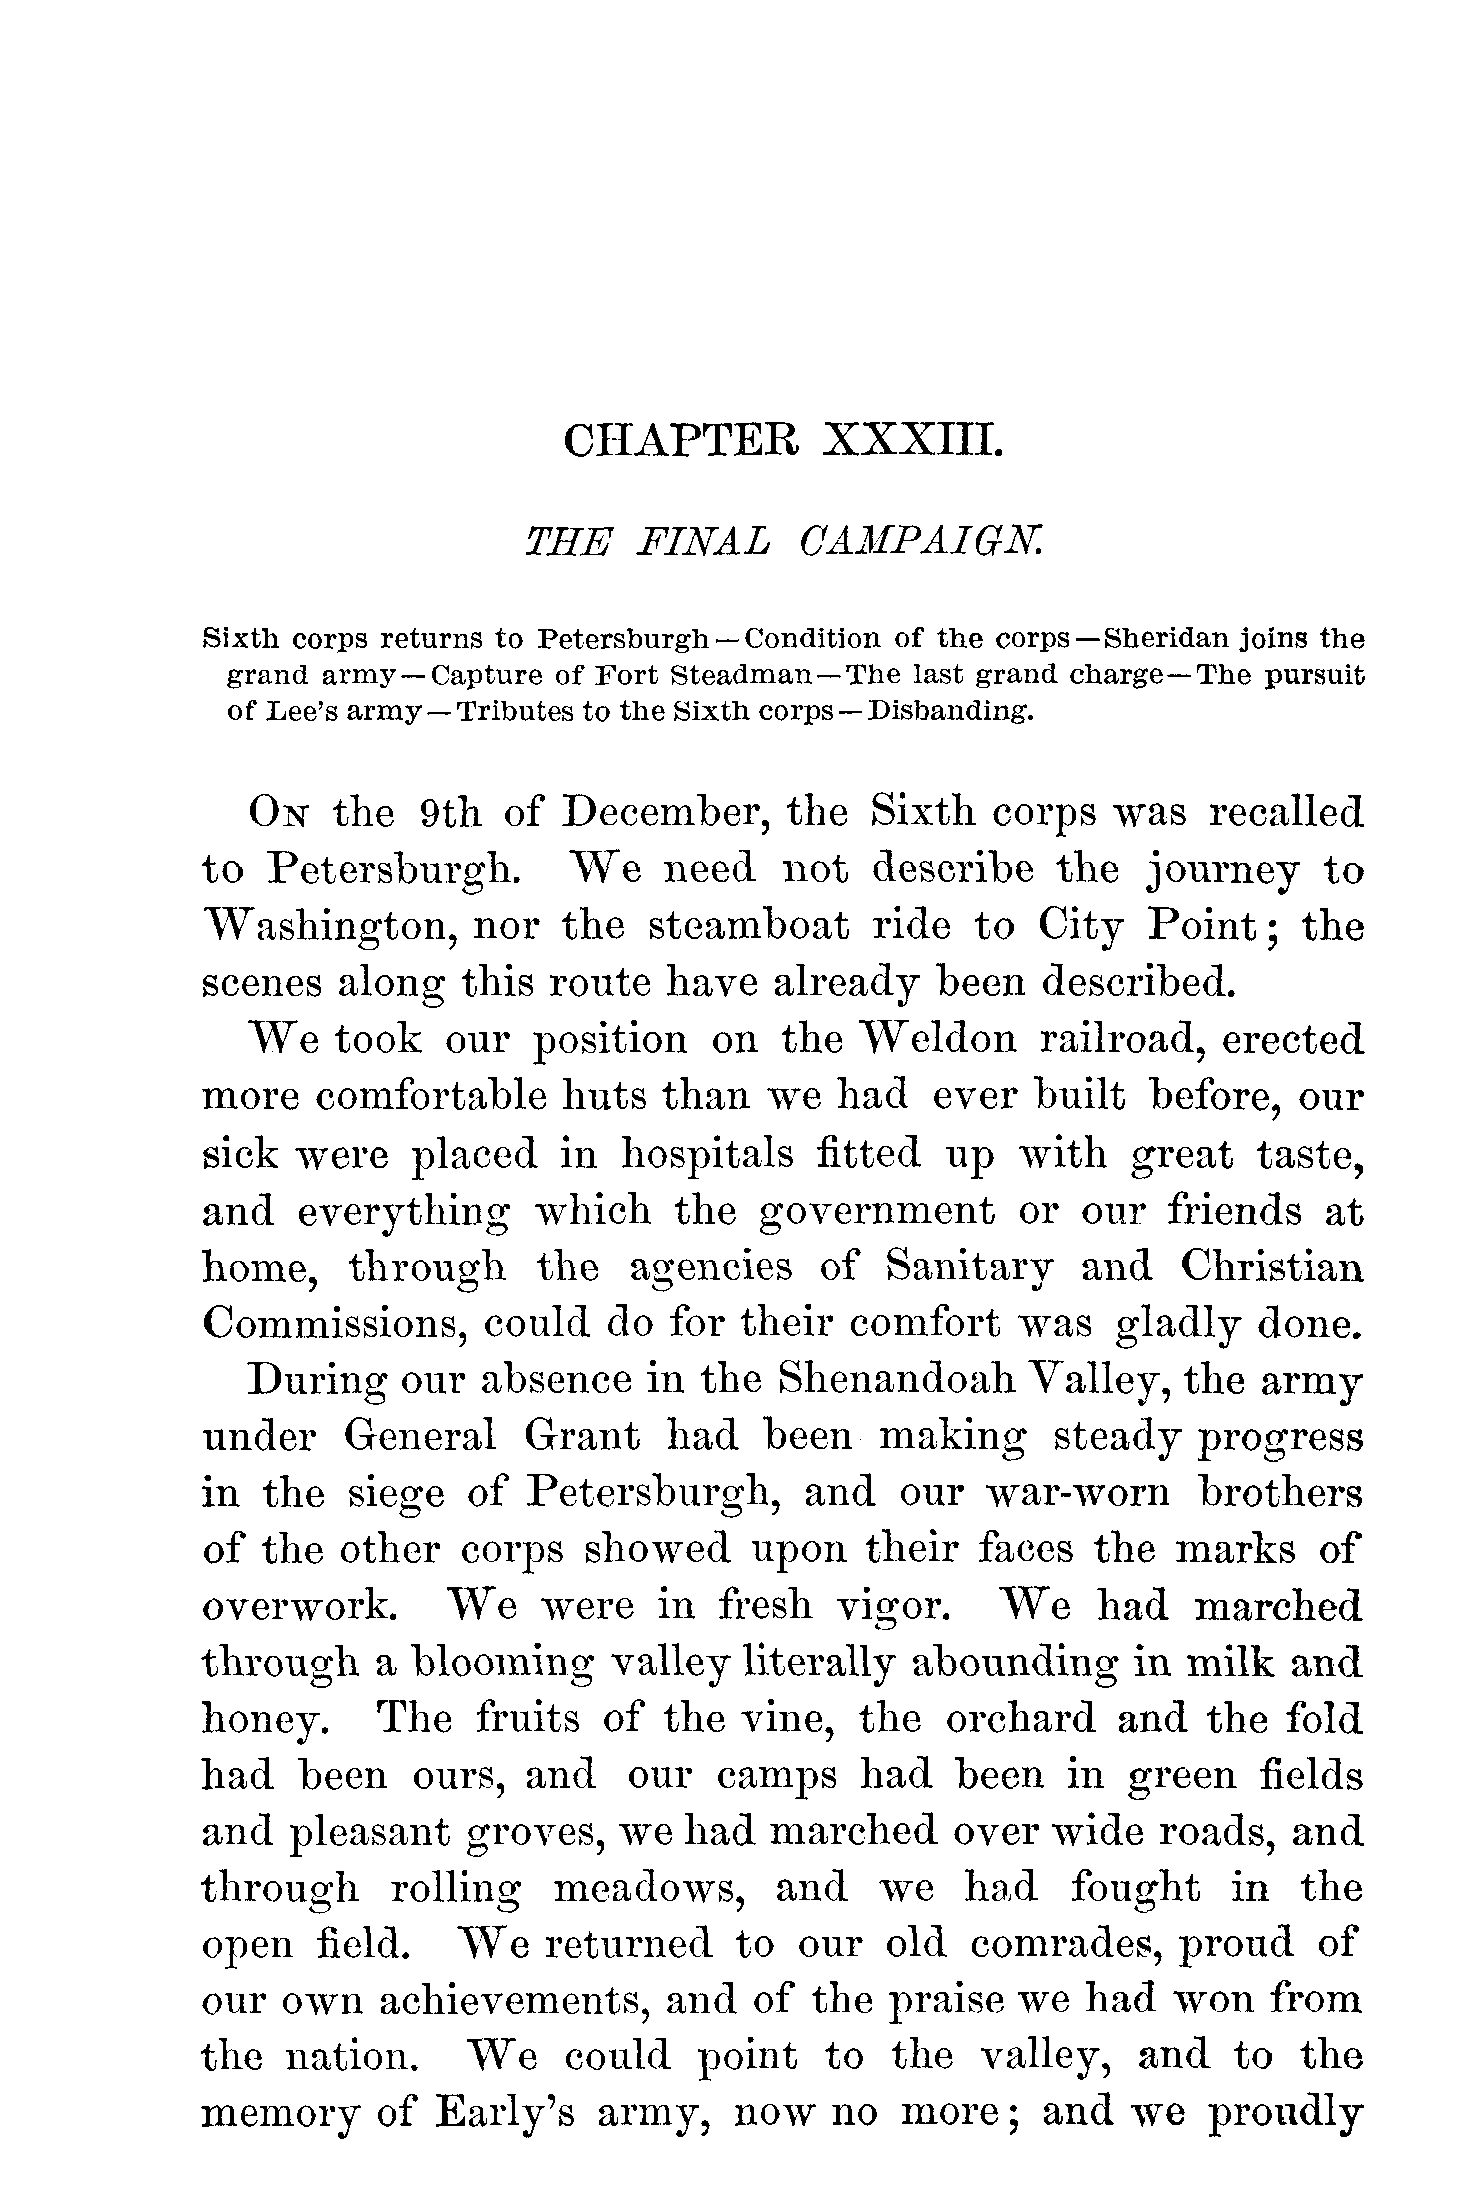 CHAPTER XXXIII.
THE FINAL CAMPAIGN.
Sixth corps returns to Petersburgh—Condition of the corps—Sheridan joins the
grand army—Capture of Fort Steadman—The last grand charge—The pursuit
of Lee's army—Tributes to the Sixth corps—Disbanding.
ON the 9th of December, the Sixth corps was recalled
to Petersburgh. We need not describe the journey to
Washington, nor the steamboat ride to City Point; the
scenes along this route have already been described.
We took our position on the Weldon railroad, erected
more comfortable huts than we had ever built before, our
sick were placed in hospitals fitted up with great taste,
and everything which the government or our friends at
home, through the agencies of Sanitary and Christian
Commissions, could do for their comfort was gladly done.
During our absence in the Shenandoah Valley, the army
under General Grant had been making steady progress
in the siege of Petersburgh, and our war-worn brothers
of the other corps showed upon their faces the marks of
overwork. We were in fresh vigor. We had marched
through a blooming valley literally abounding in milk and
honey. The fruits of the vine, the orchard and the fold
had been ours, and our camps had been in green fields
and pleasant groves, we had marched over wide roads, and
through rolling meadows, and we had fought in the
open field. We returned to our old comrades, proud of
our own achievements, and of the praise we had won from
the nation. We could point to the valley, and to the
memory of Early's army, now no more; and we proudly